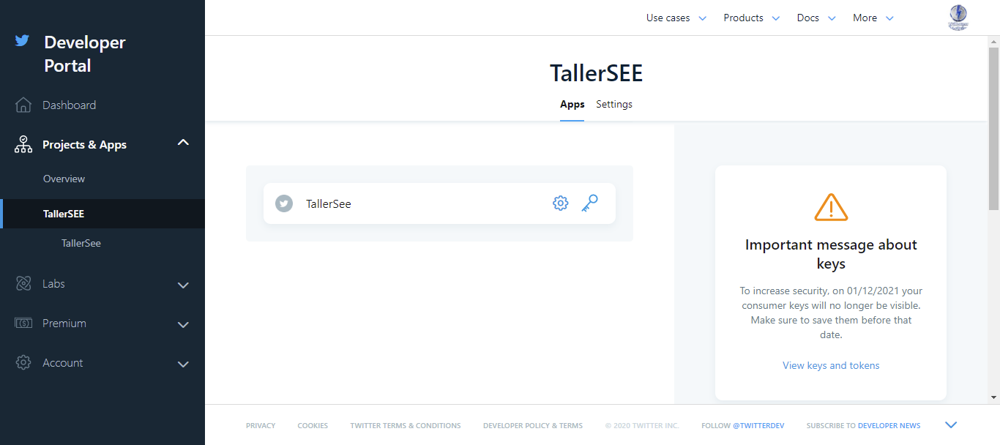 Developer
Portal
Dashboard
Projects & Apps
Overview
TallerSEE
TallerSee
Labs
Premium
Account
Use cases
Products
Docs
More
TallerSEE
Apps
Settings
TallerSee
Important message about
keys
To increase security, on 01/12/2021 your
consumer keys will no longer be visible.
Make sure to save them before that
date.
View keys and tokens
PRIVACY
COOKIES
TWITTER TERMS & CONDITIONS
DEVELOPER POLICY & TERMS
© 2020 TWITTER INC.
FOLLOW @TWITTERDEV
SUBSCRIBE TO DEVELOPER NEWS